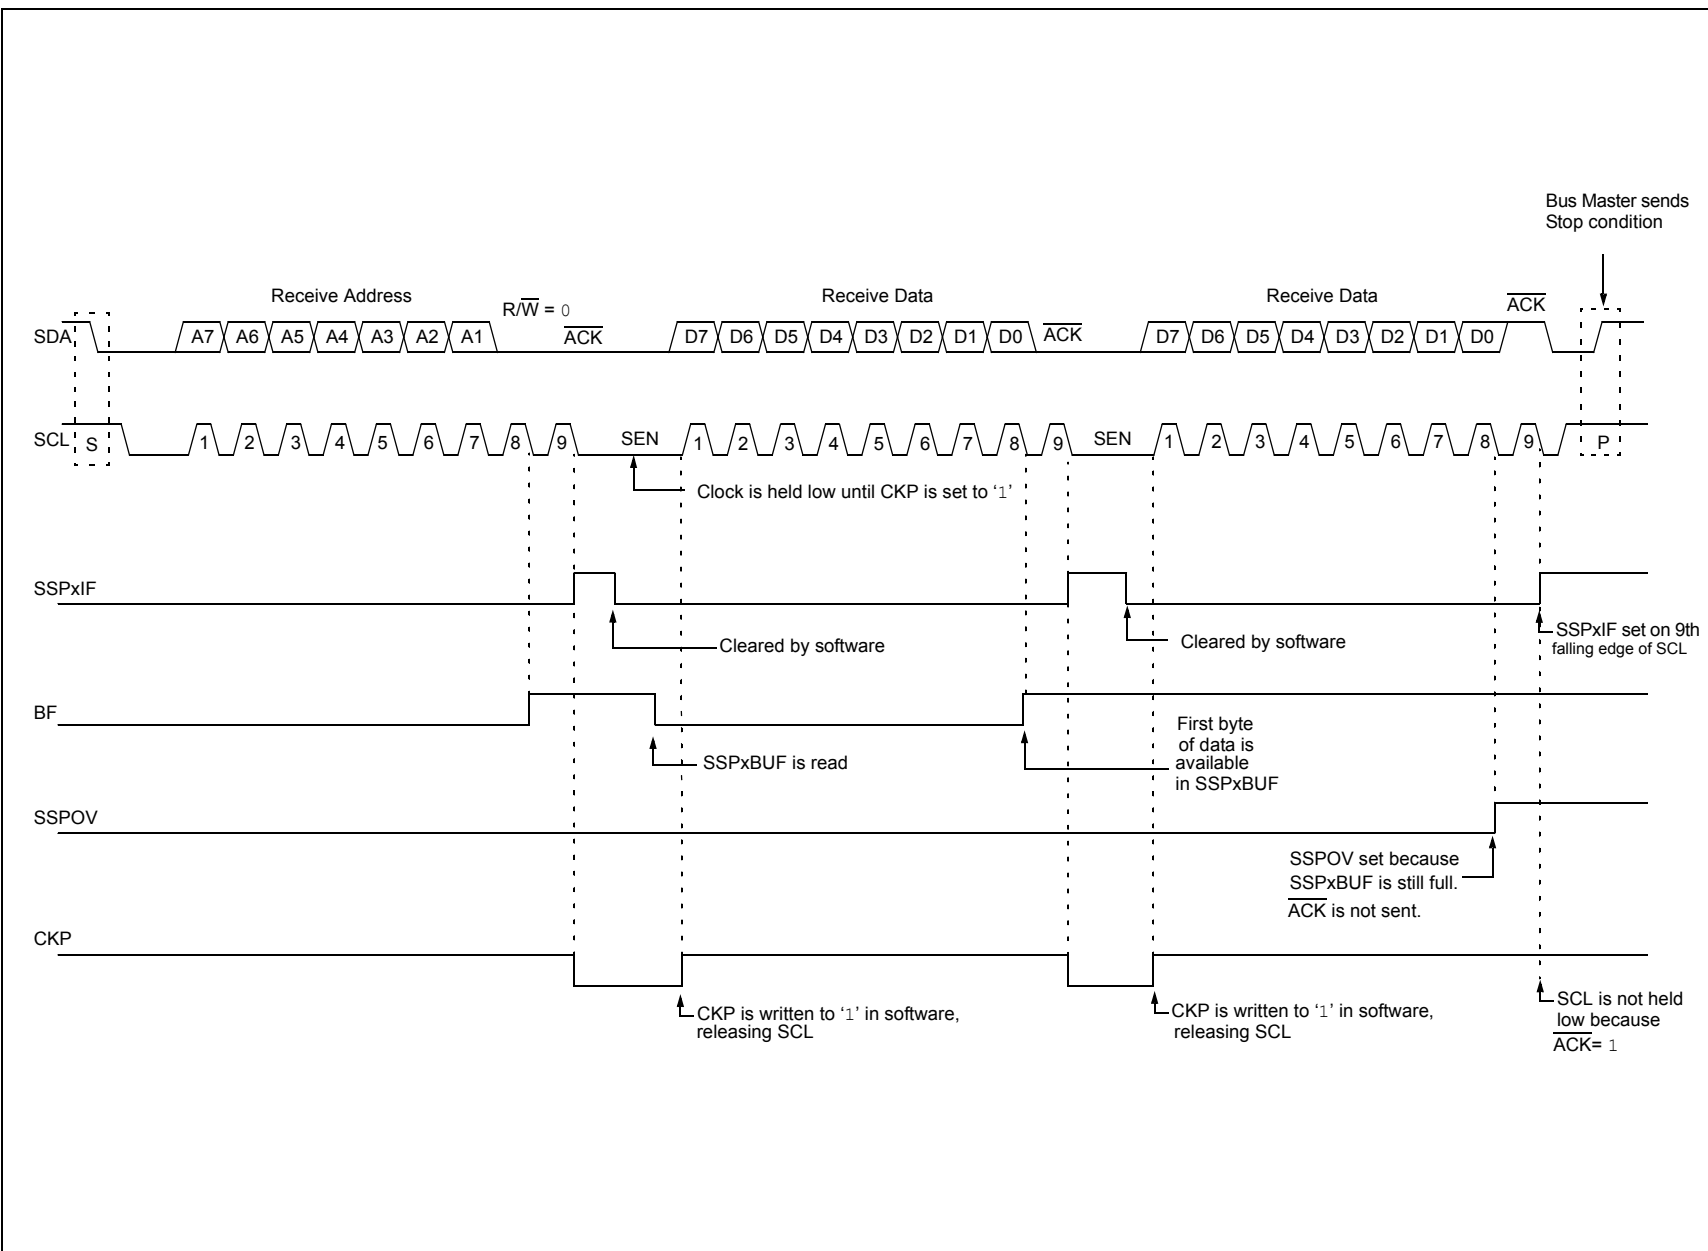 Bus Master sends
Stop condition
Receive Address
Receive Data
Receive Data
R/W̅ = 0
A̅C̅K̅
A̅C̅K̅
A̅C̅K̅
SDA
A7 A6 A5 A4 A3 A2 A1
D7 D6 D5 D4 D3 D2 D1 D0
D7 D6 D5 D4 D3 D2 D1 D0
SCL
S
1 2 3 4 5 6 7 8 9
SEN
1 2 3 4 5 6 7 8 9
SEN
1 2 3 4 5 6 7 8 9
P
Clock is held low until CKP is set to ‘1’
SSPxIF
Cleared by software
Cleared by software
SSPxIF set on 9th
falling edge of SCL
BF
SSPxBUF is read
First byte
of data is
available
in SSPxBUF
SSPOV
SSPOV set because
SSPxBUF is still full.
A̅C̅K̅ is not sent.
CKP
CKP is written to ‘1’ in software,
releasing SCL
CKP is written to ‘1’ in software,
releasing SCL
SCL is not held
low because
A̅C̅K̅= 1